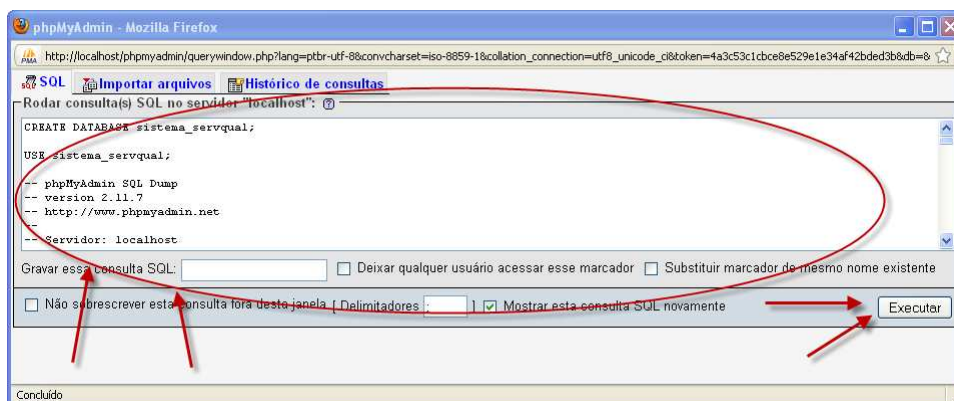 phpMyAdmin - Mozilla Firefox
http://localhost/phpmyadmin/querywindow.php?lang=ptbr-utf-8&convcharset=iso-8859-1&collation_connection=utf8_unicode_ci&token=4a3c53c1cbce8e529e1e34af42bded3b&db=&
SQL Importar arquivos Histórico de consultas
Rodar consulta(s) SQL no servidor "localhost":
CREATE DATABASE sistema_servqual;
USE sistema_servqual;
-- phpMyAdmin SQL Dump
-- version 2.11.7
-- http://www.phpmyadmin.net
--
-- Servidor: localhost
Gravar essa consulta SQL: Deixar qualquer usuário acessar esse marcador Substituir marcador de mesmo nome existente
Não sobrescrever esta consulta fora desta janela [ Delimitadores ; ] Mostrar esta consulta SQL novamente Executar
Concluído